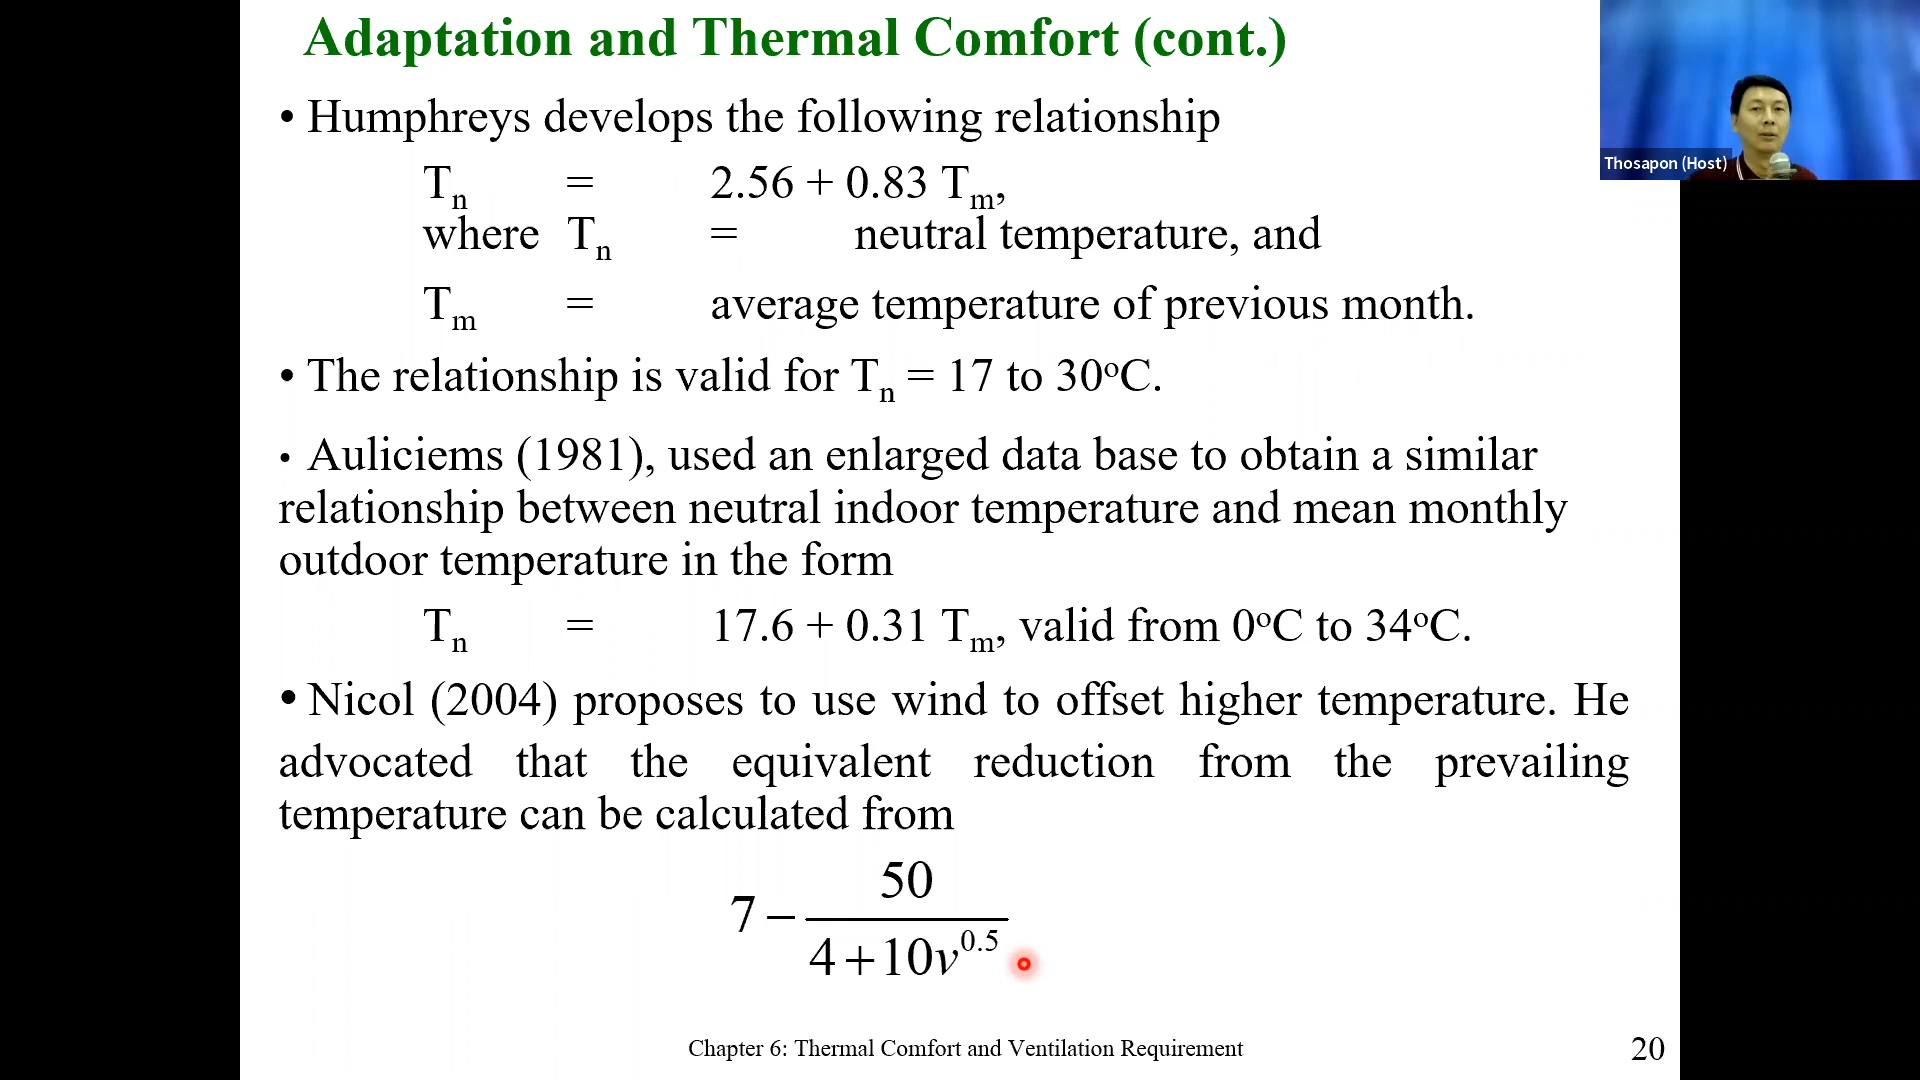 Adaptation and Thermal Comfort (cont.)
Thosapon (Host)
• Humphreys develops the following relationship
Tn = 2.56 + 0.83 Tm,
where Tn = neutral temperature, and
Tm = average temperature of previous month.
• The relationship is valid for Tn = 17 to 30°C.
• Auliciems (1981), used an enlarged data base to obtain a similar
relationship between neutral indoor temperature and mean monthly
outdoor temperature in the form
Tn = 17.6 + 0.31 Tm, valid from 0°C to 34°C.
• Nicol (2004) proposes to use wind to offset higher temperature. He
advocated that the equivalent reduction from the prevailing
temperature can be calculated from
7 − 50 / (4 + 10v^0.5)
Chapter 6: Thermal Comfort and Ventilation Requirement
20